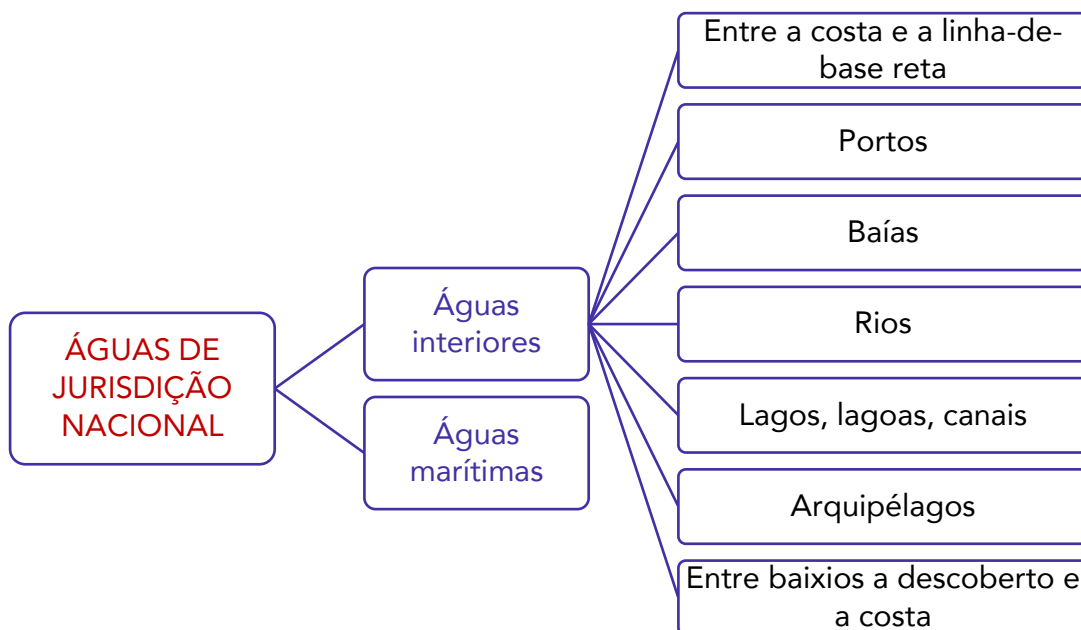 ÁGUAS DE
JURISDIÇÃO
NACIONAL
Águas
interiores
Águas
marítimas
Entre a costa e a linha-de-
base reta
Portos
Baías
Rios
Lagos, lagoas, canais
Arquipélagos
Entre baixios a descoberto e
a costa